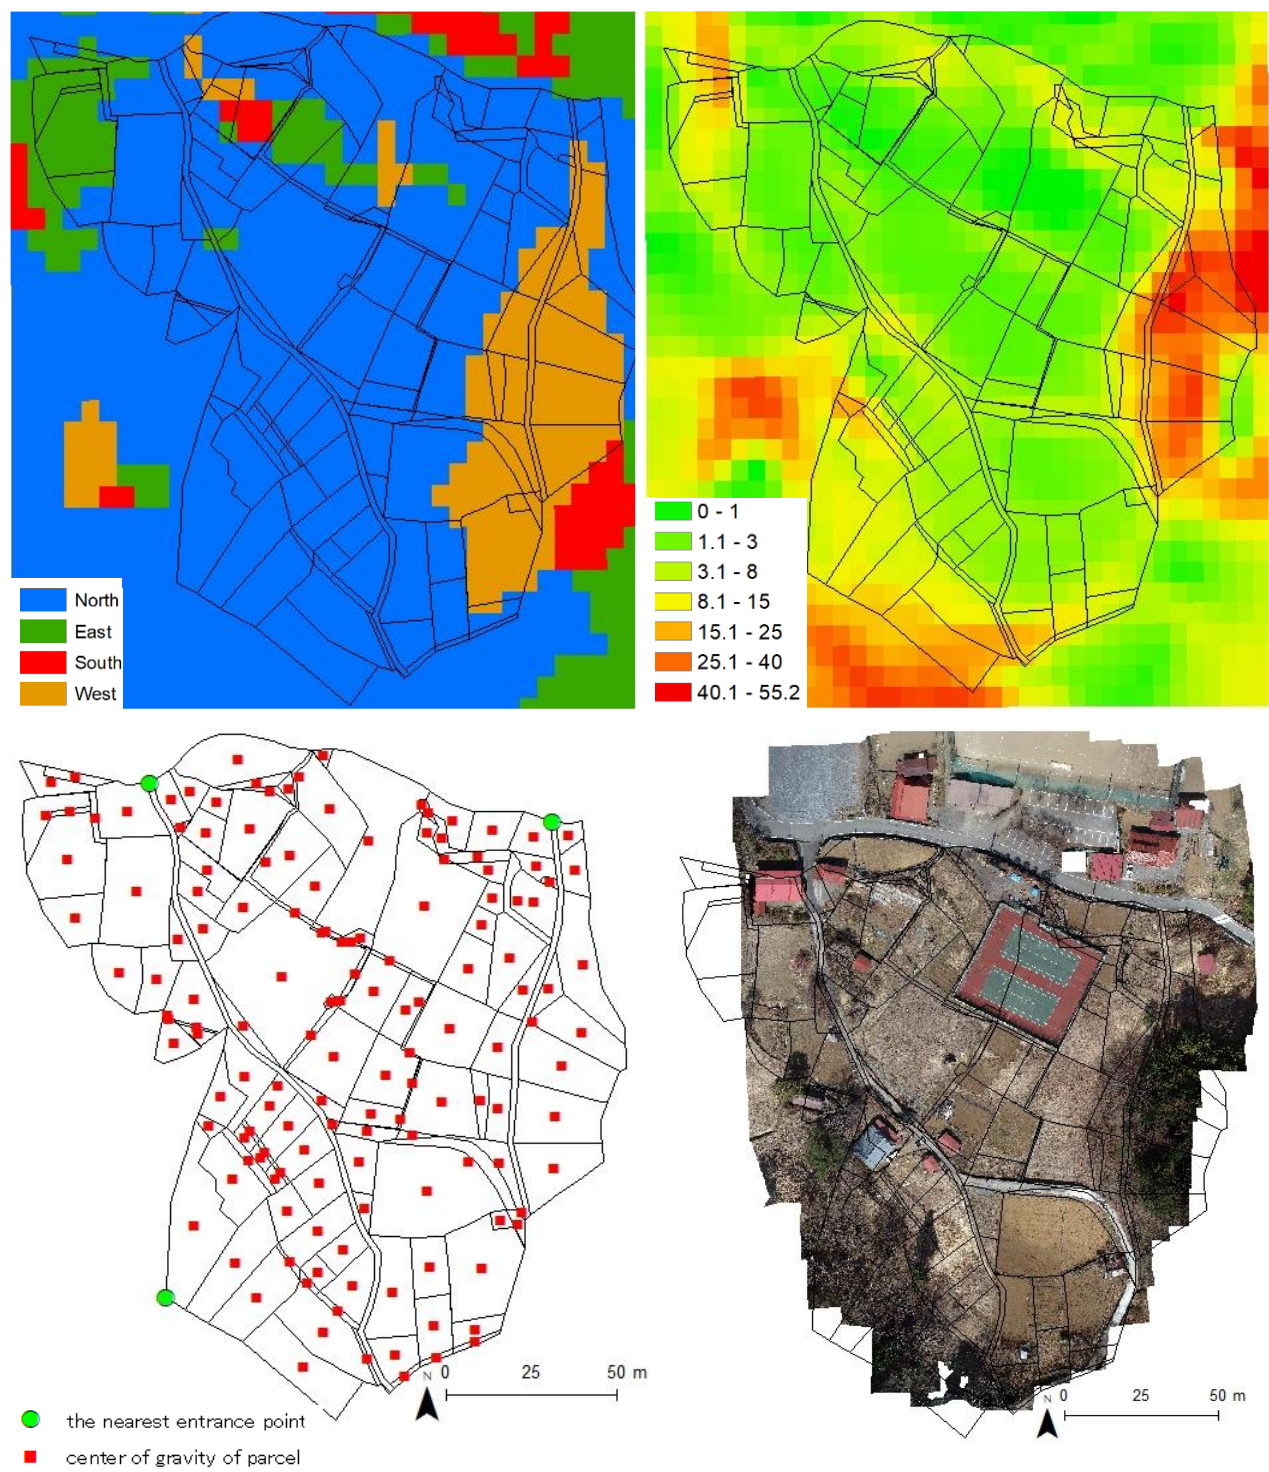 North
East
South
West
0 - 1
1.1 - 3
3.1 - 8
8.1 - 15
15.1 - 25
25.1 - 40
40.1 - 55.2
N 0 25 50 m
the nearest entrance point
center of gravity of parcel
N 0 25 50 m